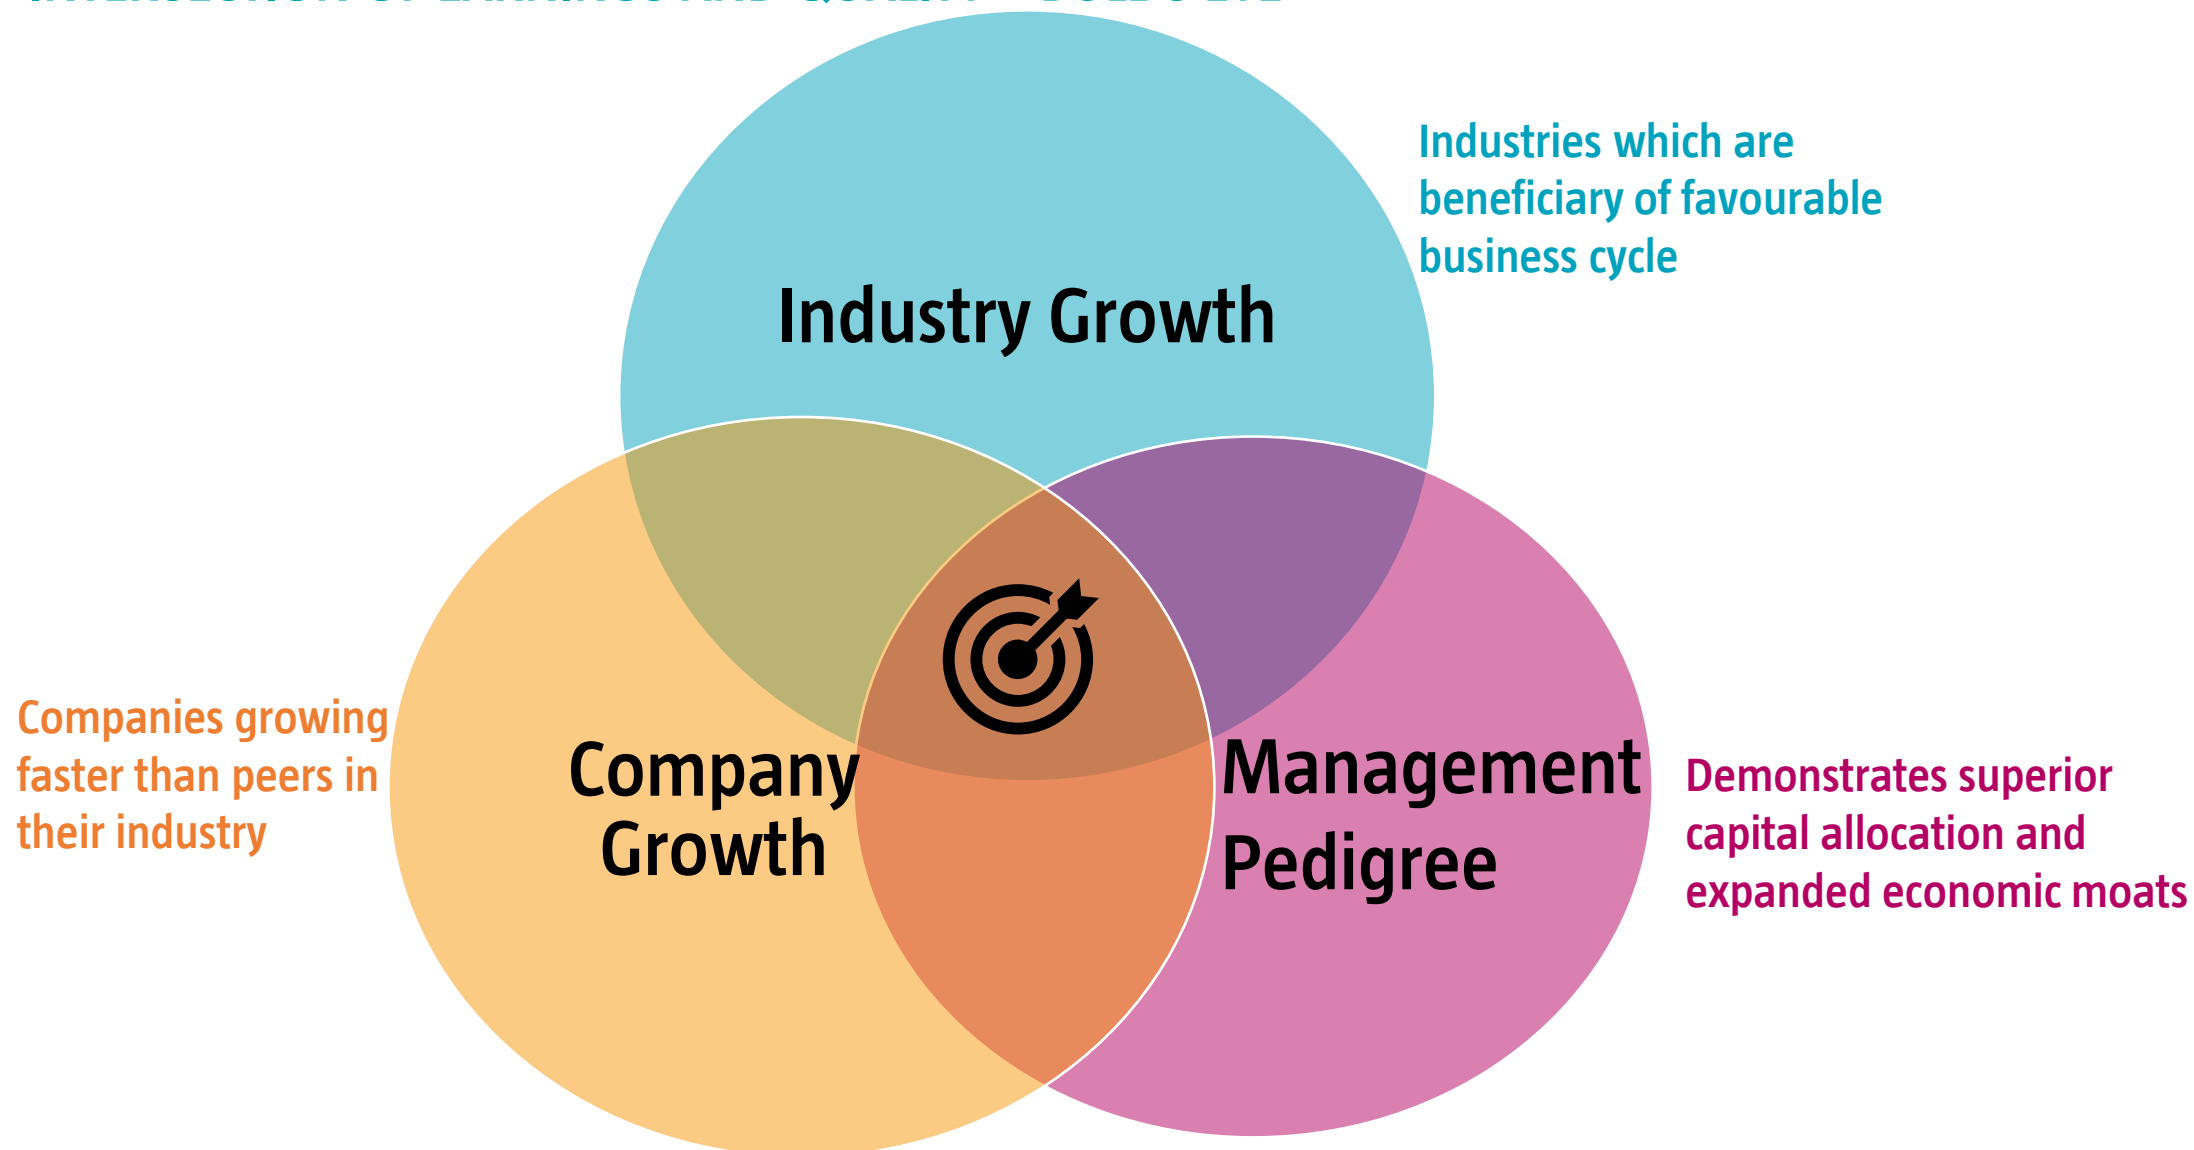 Industries which are
beneficiary of favourable
business cycle
Industry Growth
Companies growing
faster than peers in
their industry
Company
Growth
Management
Pedigree
Demonstrates superior
capital allocation and
expanded economic moats